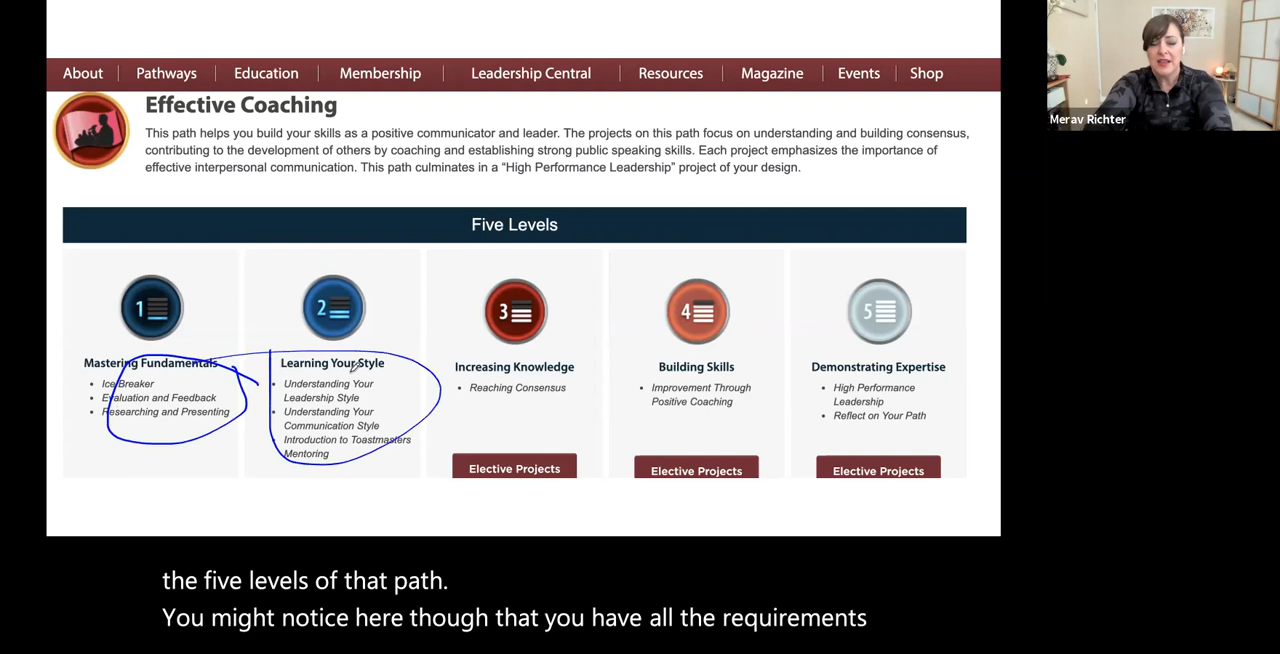 About Pathways Education Membership Leadership Central Resources Magazine Events Shop
Merav Richter
Effective Coaching
This path helps you build your skills as a positive communicator and leader. The projects on this path focus on understanding and building consensus,
contributing to the development of others by coaching and establishing strong public speaking skills. Each project emphasizes the importance of
effective interpersonal communication. This path culminates in a “High Performance Leadership” project of your design.
Five Levels
1
Mastering Fundamentals
• Ice Breaker
• Evaluation and Feedback
• Researching and Presenting
2
Learning Your Style
• Understanding Your
Leadership Style
• Understanding Your
Communication Style
• Introduction to Toastmasters
Mentoring
3
Increasing Knowledge
• Reaching Consensus
Elective Projects
4
Building Skills
• Improvement Through
Positive Coaching
Elective Projects
5
Demonstrating Expertise
• High Performance
Leadership
• Reflect on Your Path
Elective Projects
the five levels of that path.
You might notice here though that you have all the requirements